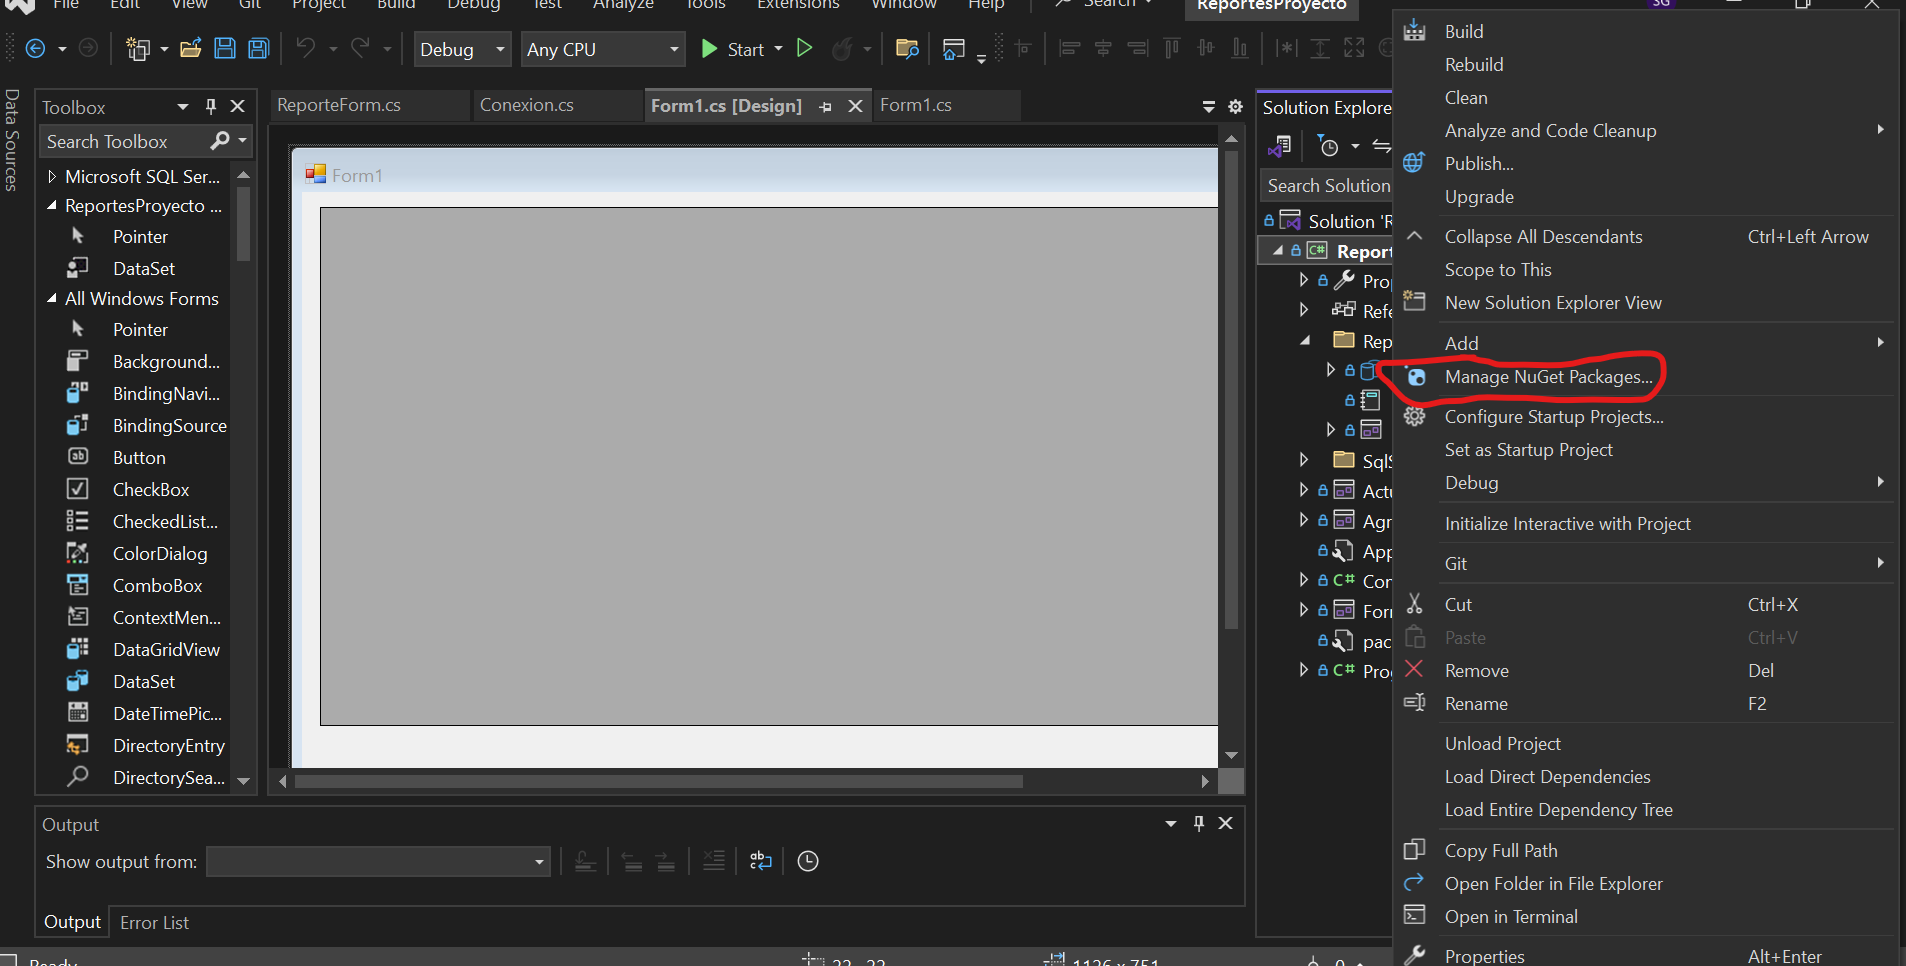 File Edit View Git Project Build Debug Test Analyze Tools Extensions Window Help Search ReportesProyecto SG
Debug Any CPU Start
Data Sources
Toolbox
Search Toolbox
Microsoft SQL Ser...
ReportesProyecto ...
Pointer
DataSet
All Windows Forms
Pointer
Background...
BindingNavi...
BindingSource
Button
CheckBox
CheckedList...
ColorDialog
ComboBox
ContextMen...
DataGridView
DataSet
DateTimePic...
DirectoryEntry
DirectorySea...
ReporteForm.cs Conexion.cs Form1.cs [Design] Form1.cs
Form1
Output
Show output from:
Output Error List
Ready
22, 22
1126 x 751
0
Solution Explore
Search Solution
Solution 'R
Report
Pro
Refe
Rep
SqlS
Actu
Agr
App
Con
Forr
pac
Prog
Build
Rebuild
Clean
Analyze and Code Cleanup
Publish...
Upgrade
Collapse All Descendants Ctrl+Left Arrow
Scope to This
New Solution Explorer View
Add
Manage NuGet Packages...
Configure Startup Projects...
Set as Startup Project
Debug
Initialize Interactive with Project
Git
Cut Ctrl+X
Paste Ctrl+V
Remove Del
Rename F2
Unload Project
Load Direct Dependencies
Load Entire Dependency Tree
Copy Full Path
Open Folder in File Explorer
Open in Terminal
Properties Alt+Enter